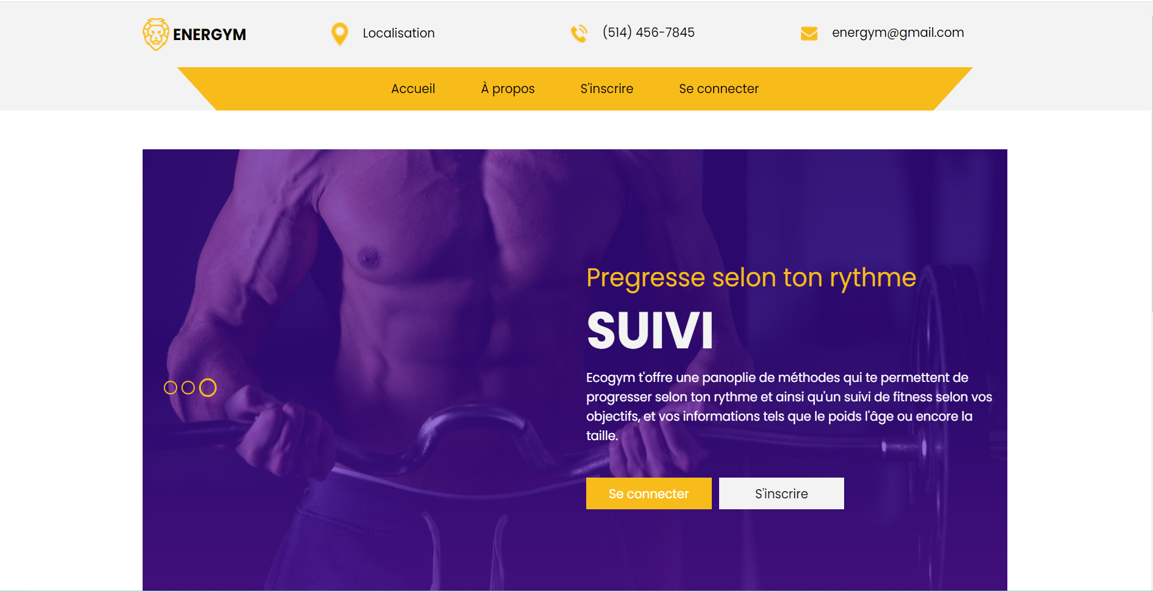 ENERGYM
Localisation
(514) 456-7845
energym@gmail.com
Accueil
À propos
S'inscrire
Se connecter
Pregresse selon ton rythme
SUIVI
Ecogym t'offre une panoplie de méthodes qui te permettent de
progresser selon ton rythme et ainsi qu'un suivi de fitness selon vos
objectifs, et vos informations tels que le poids l'âge ou encore la
taille.
Se connecter
S'inscrire